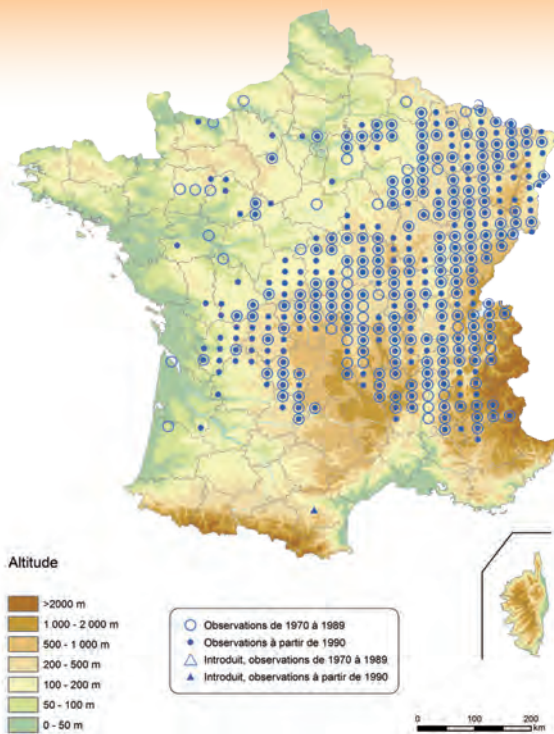 Altitude
>2000 m
1 000 - 2 000 m
500 - 1 000 m
200 - 500 m
100 - 200 m
50 - 100 m
0 - 50 m
Observations de 1970 à 1989
Observations à partir de 1990
Introduit, observations de 1970 à 1989
Introduit, observations à partir de 1990
0 50 100 200
km